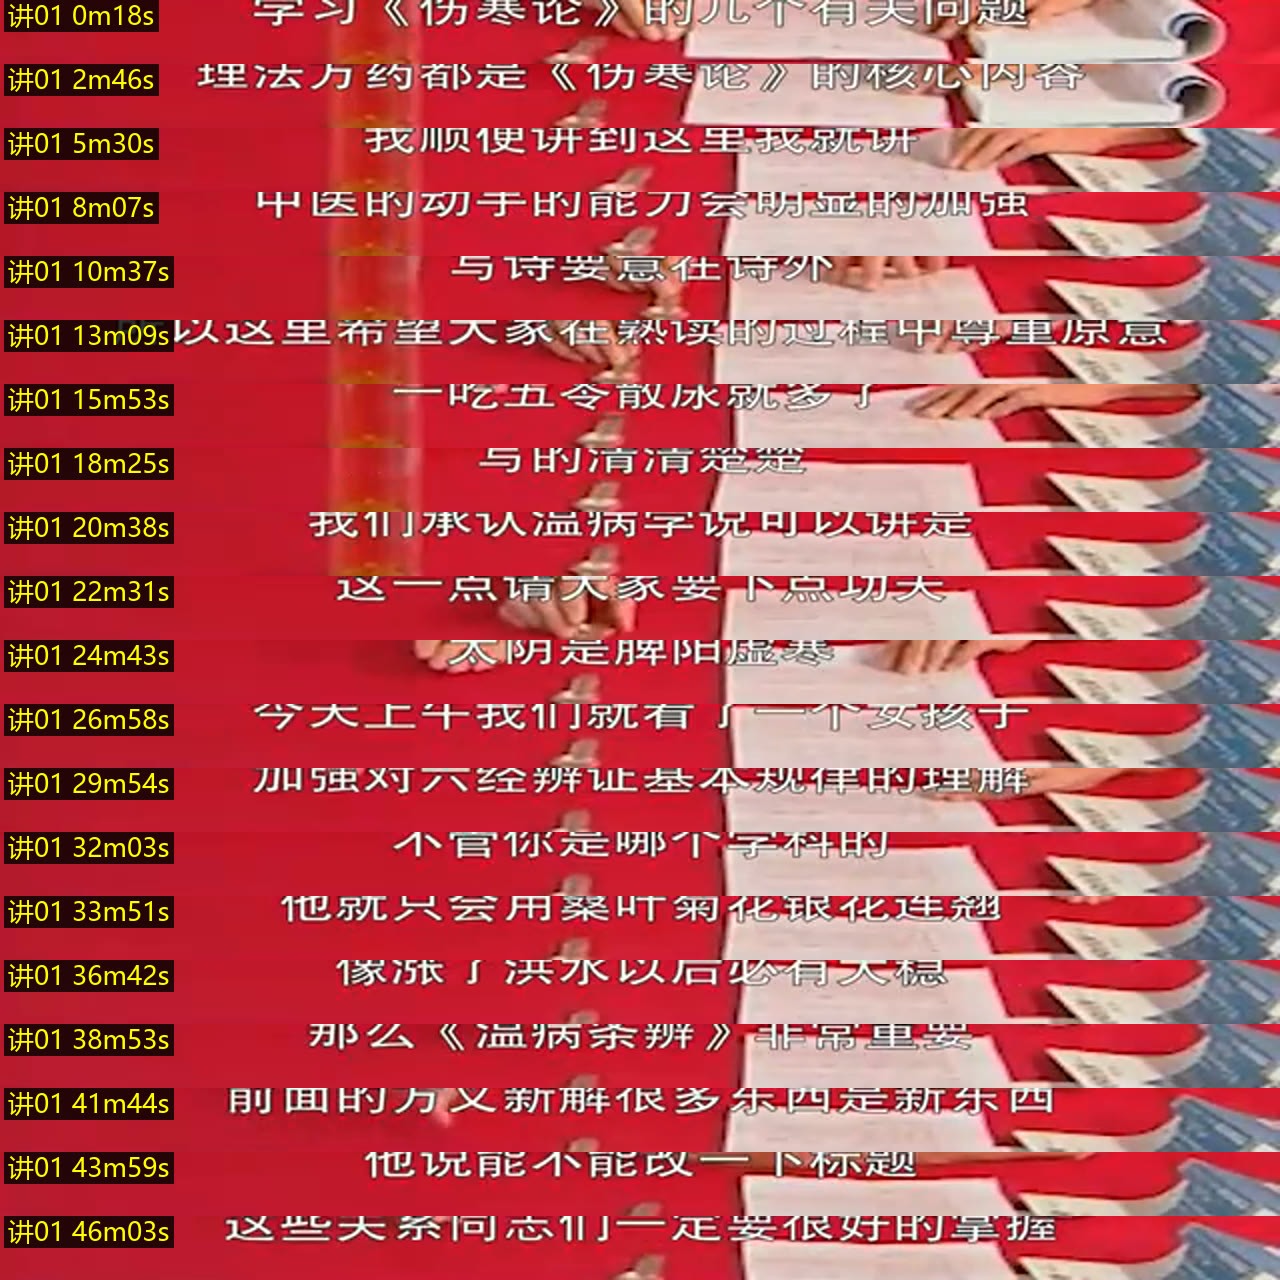 讲01 0m18s 学习《伤寒论》的几个有关问题
讲01 2m46s 理法方药都是《伤寒论》的核心内容
讲01 5m30s 我顺便讲到这里我就讲
讲01 8m07s 中医的动手的能力会明显的加强
讲01 10m37s 写诗要意在诗外
讲01 13m09s 以这里希望大家在熟读的过程中尊重原意
讲01 15m53s 一吃五苓散尿就多了
讲01 18m25s 写的清清楚楚
讲01 20m38s 我们承认温病学说可以讲是
讲01 22m31s 这一点请大家要下点功夫
讲01 24m43s 太阴是脾阳虚寒
讲01 26m58s 今天上午我们就看了一个女孩子
讲01 29m54s 加强对六经辨证基本规律的理解
讲01 32m03s 不管你是哪个学科的
讲01 33m51s 他就只会用桑叶菊花银花连翘
讲01 36m42s 像涨了洪水以后必有大稳
讲01 38m53s 那么《温病条辨》非常重要
讲01 41m44s 前面的方义新解很多东西是新东西
讲01 43m59s 他说能不能改一下标题
讲01 46m03s 这些关系同志们一定要很好的掌握